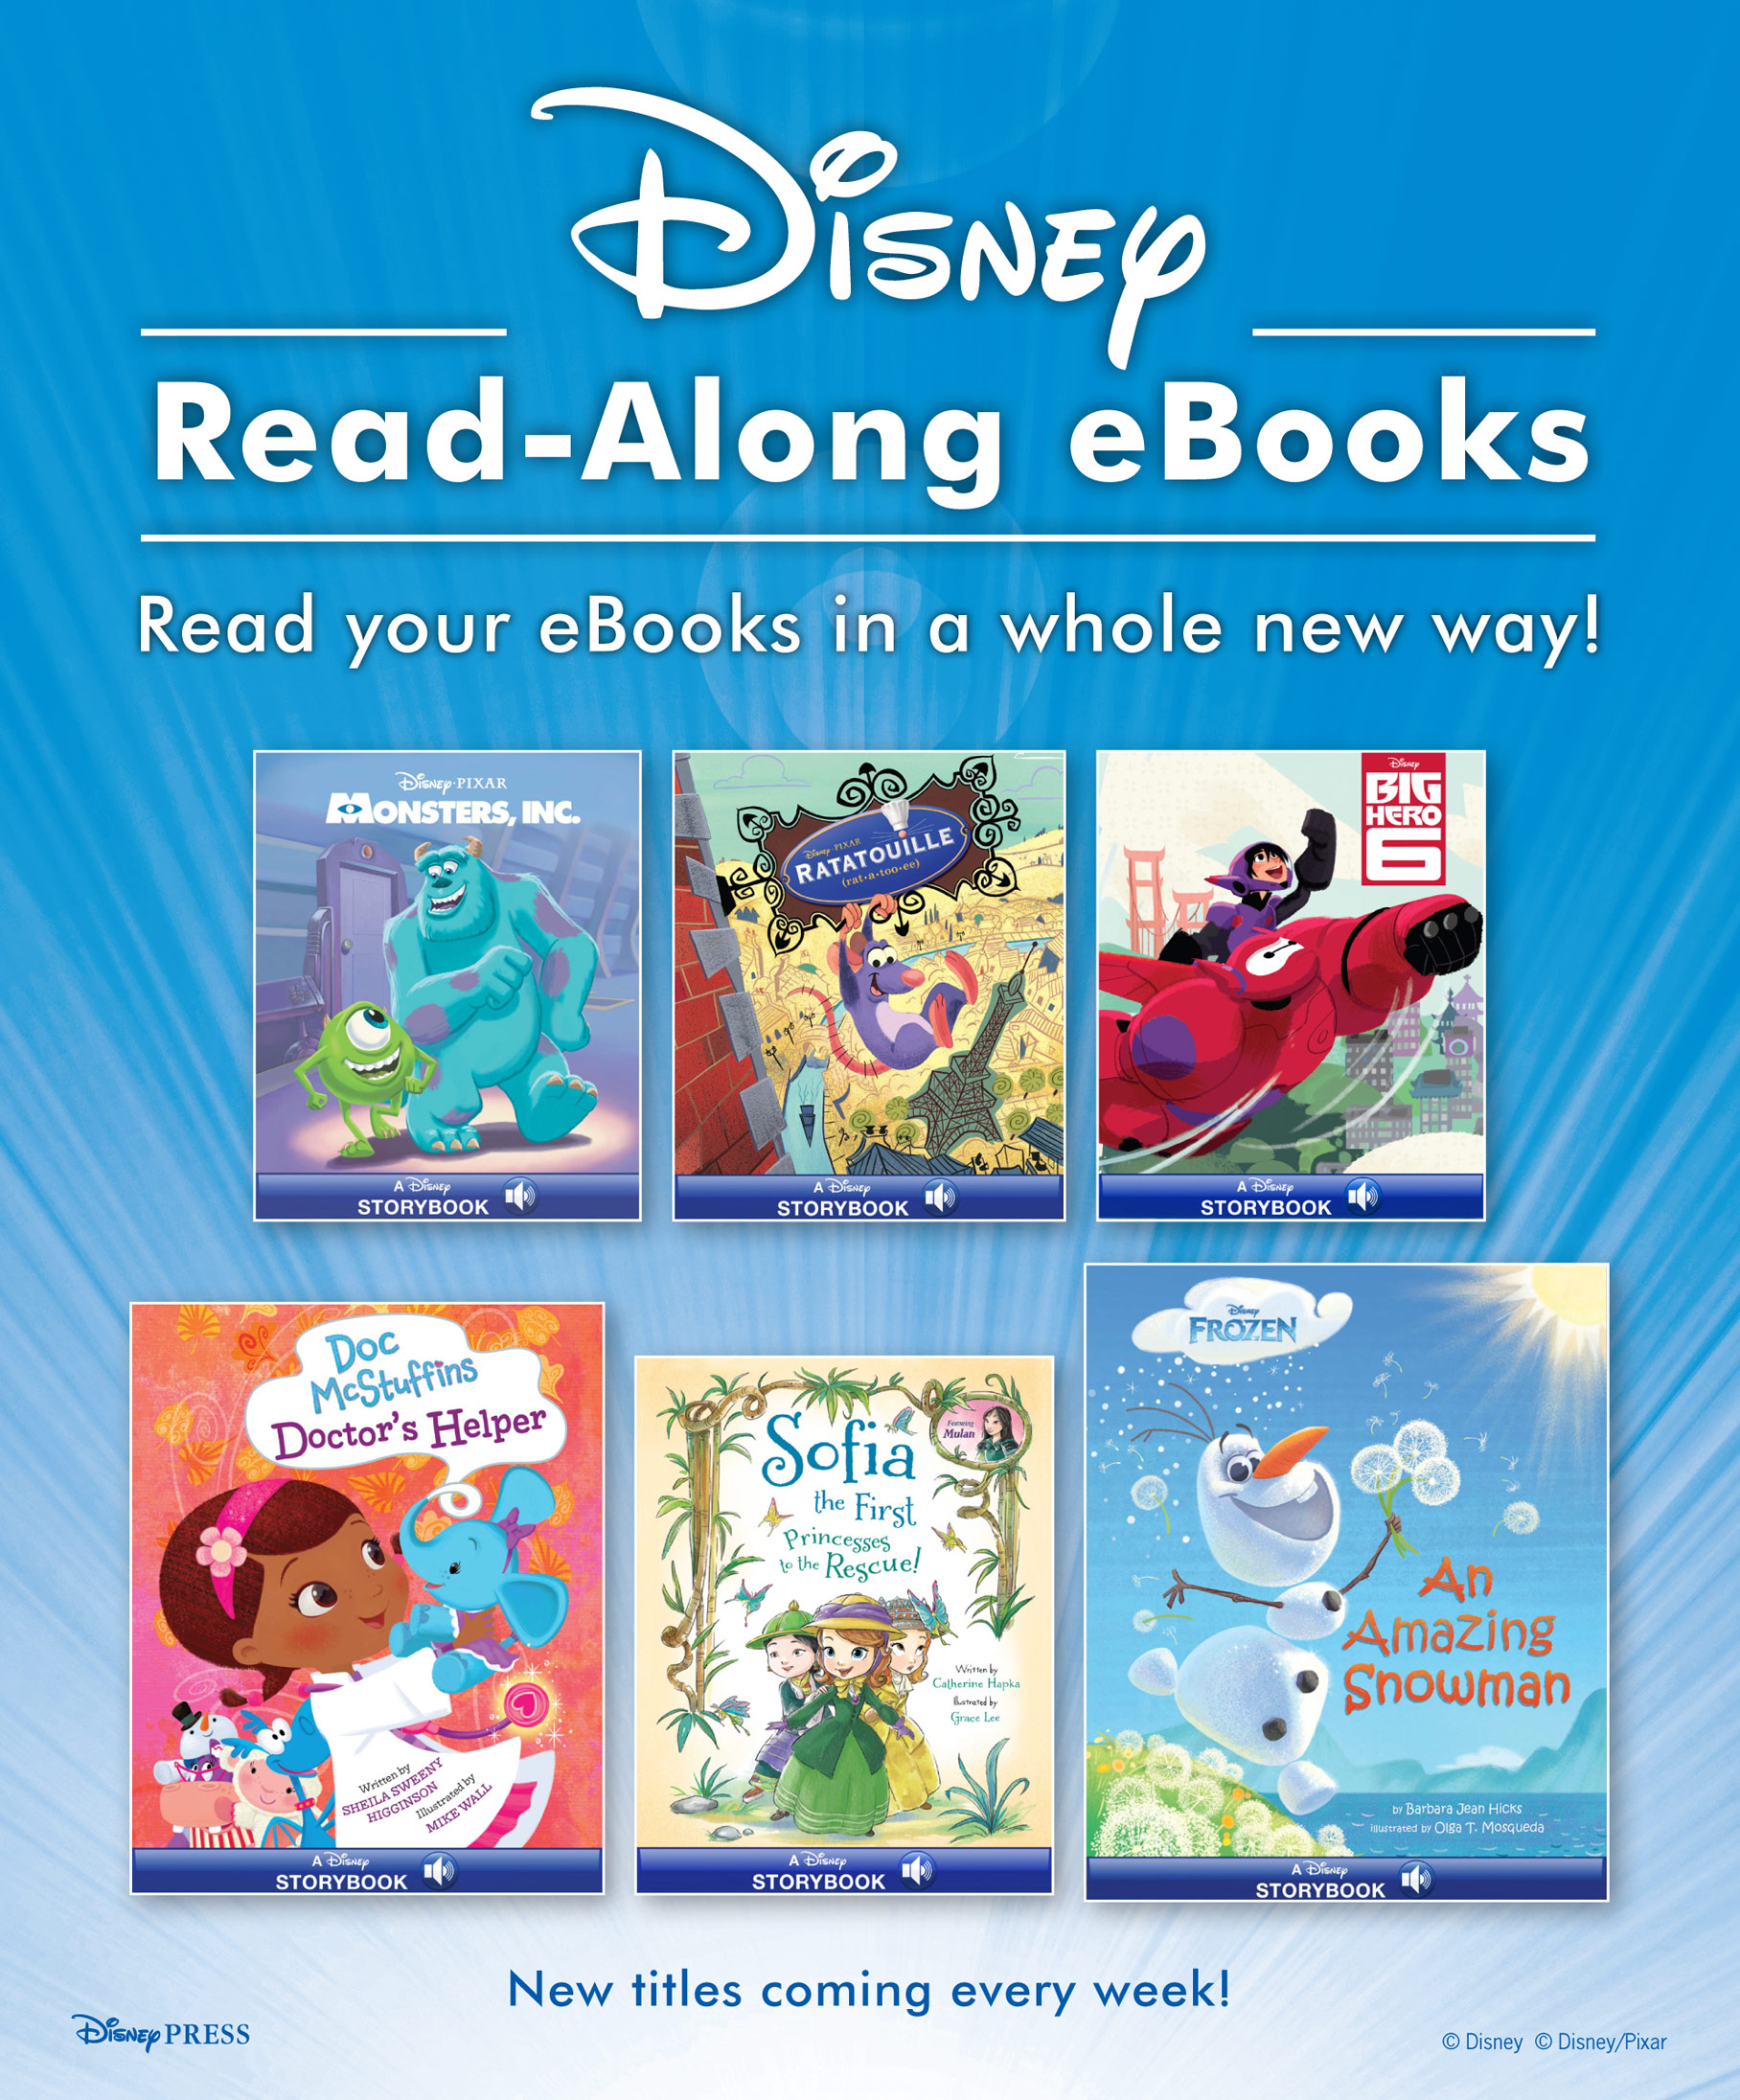 Disney
Read-Along eBooks
Read your eBooks in a whole new way!
Disney·PIXAR
MONSTERS, INC.
A Disney
STORYBOOK
Disney·PIXAR
RATATOUILLE
(rat•a•too•ee)
A Disney
STORYBOOK
Disney
BIG
HERO
6
A Disney
STORYBOOK
Doc
McStuffins
Doctor's Helper
Written by
SHEILA SWEENY
HIGGINSON
Illustrated by
MIKE WALL
A Disney
STORYBOOK
Featuring
Mulan
Sofia
the First
Princesses
to the Rescue!
Written by
Catherine Hapka
Illustrated by
Grace Lee
A Disney
STORYBOOK
Disney
FROZEN
An
Amazing
Snowman
by Barbara Jean Hicks
illustrated by Olga T. Mosqueda
A Disney
STORYBOOK
New titles coming every week!
Disney PRESS
© Disney © Disney/Pixar